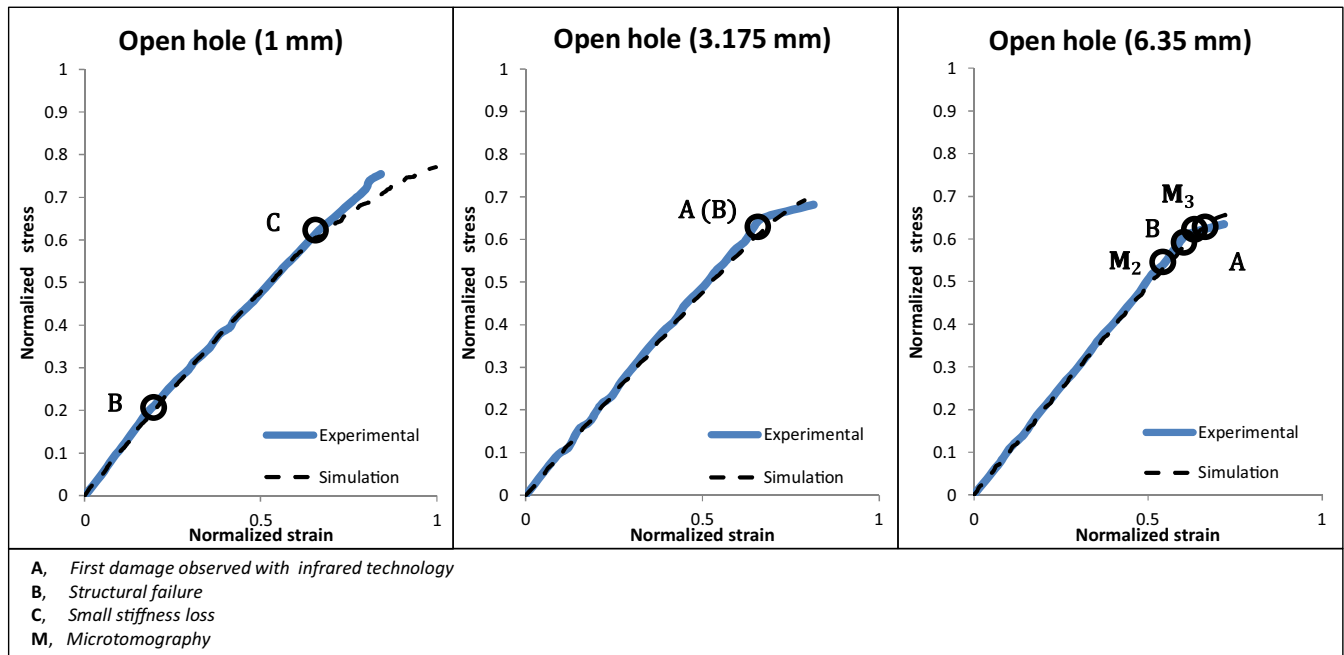 Open hole (1 mm)
Normalized stress
1
0.9
0.8
0.7
0.6
0.5
0.4
0.3
0.2
0.1
0
C
B
Experimental
Simulation
0
0.5
1
Normalized strain
Open hole (3.175 mm)
Normalized stress
1
0.9
0.8
0.7
0.6
0.5
0.4
0.3
0.2
0.1
0
A (B)
Experimental
Simulation
0
0.5
1
Normalized strain
Open hole (6.35 mm)
Normalized stress
1
0.9
0.8
0.7
0.6
0.5
0.4
0.3
0.2
0.1
0
M3
B
M2
A
Experimental
Simulation
0
0.5
1
Normalized strain
A, First damage observed with infrared technology
B, Structural failure
C, Small stiffness loss
M, Microtomography